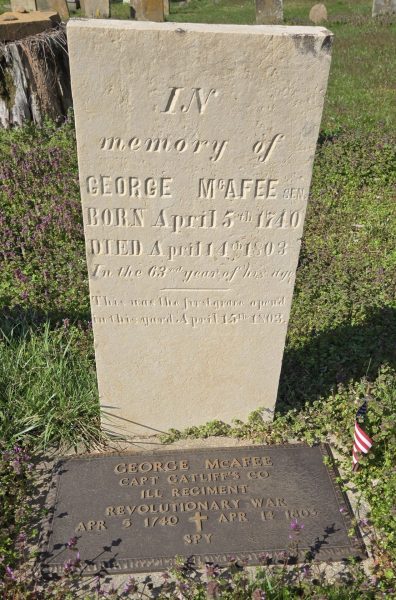 In
memory of
GEORGE McAFEE SEN.
BORN April 5th 1740
DIED April 14th 1803
In the 63rd year of his age
This was the first grave opend
in this yard April 15th 1803.
GEORGE McAFEE
CAPT GATLIFF'S CO
ILL REGIMENT
REVOLUTIONARY WAR
APR 5 1740 ✝ APR 14 1803
SPY